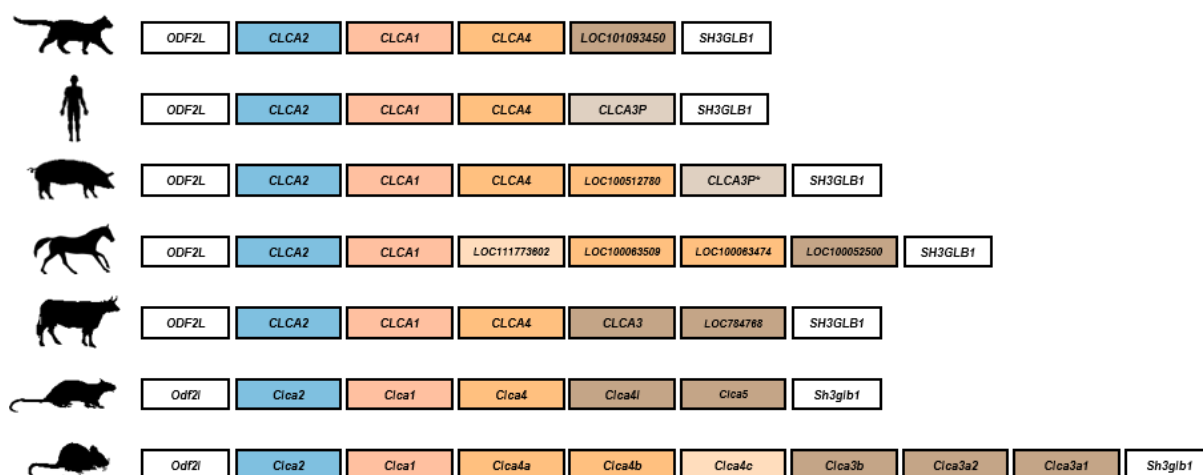 ODF2L CLCA2 CLCA1 CLCA4 LOC101093450 SH3GLB1
ODF2L CLCA2 CLCA1 CLCA4 CLCA3P SH3GLB1
ODF2L CLCA2 CLCA1 CLCA4 LOC100512780 CLCA3P* SH3GLB1
ODF2L CLCA2 CLCA1 LOC111773602 LOC100063509 LOC100063474 LOC100052500 SH3GLB1
ODF2L CLCA2 CLCA1 CLCA4 CLCA3 LOC784768 SH3GLB1
Odf2l Clca2 Clca1 Clca4 Clca4l Clca5 Sh3glb1
Odf2l Clca2 Clca1 Clca4a Clca4b Clca4c Clca3b Clca3a2 Clca3a1 Sh3glb1